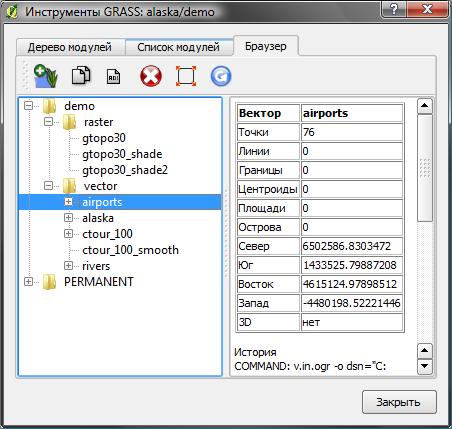 Инструменты GRASS: alaska/demo
Дерево модулей Список модулей Браузер
demo
raster
gtopo30
gtopo30_shade
gtopo30_shade2
vector
airports
alaska
ctour_100
ctour_100_smooth
rivers
PERMANENT
Вектор airports
Точки 76
Линии 0
Границы 0
Центроиды 0
Площади 0
Острова 0
Север 6502586.8303472
Юг 1433525.79887208
Восток 4615124.97898512
Запад -4480198.52221446
3D нет
История
COMMAND: v.in.ogr -o dsn="C:
Закрыть